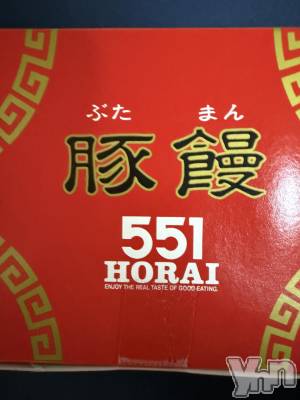 ぶた まん
豚饅
551
HORAI
ENJOY THE REAL TASTE OF GOOD EATING.